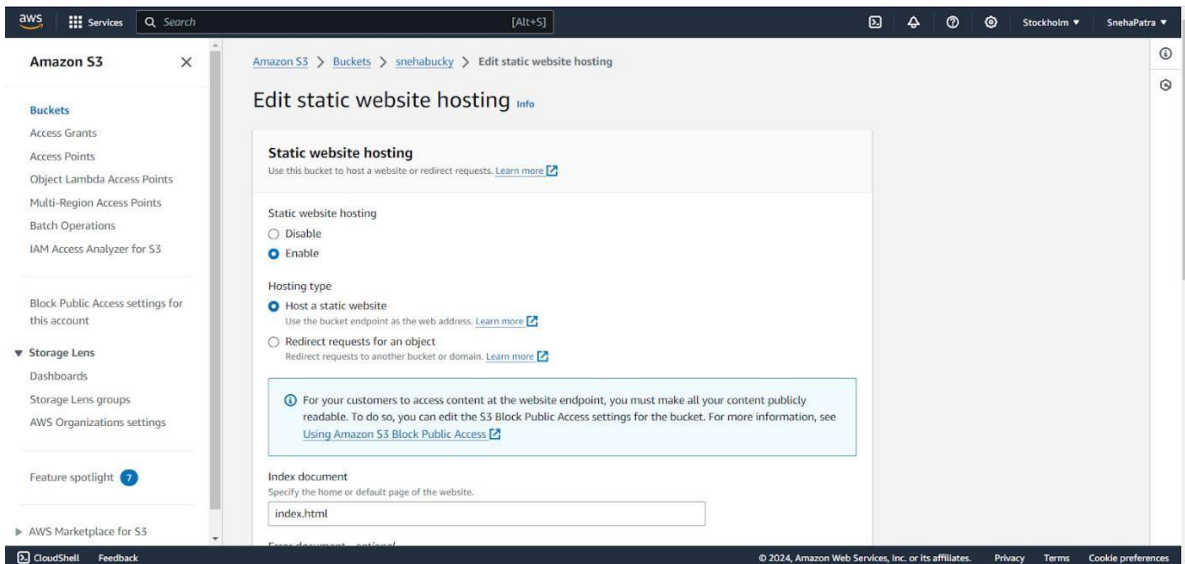 aws
Services
Search
[Alt+S]
Stockholm
SnehaPatra
Amazon S3
Buckets
Access Grants
Access Points
Object Lambda Access Points
Multi-Region Access Points
Batch Operations
IAM Access Analyzer for S3
Block Public Access settings for
this account
Storage Lens
Dashboards
Storage Lens groups
AWS Organizations settings
Feature spotlight 7
AWS Marketplace for S3
Amazon S3 > Buckets > snehabucky > Edit static website hosting
Edit static website hosting Info
Static website hosting
Use this bucket to host a website or redirect requests. Learn more
Static website hosting
Disable
Enable
Hosting type
Host a static website
Use the bucket endpoint as the web address. Learn more
Redirect requests for an object
Redirect requests to another bucket or domain. Learn more
For your customers to access content at the website endpoint, you must make all your content publicly
readable. To do so, you can edit the S3 Block Public Access settings for the bucket. For more information, see
Using Amazon S3 Block Public Access
Index document
Specify the home or default page of the website.
index.html
Error document - optional
CloudShell Feedback
© 2024, Amazon Web Services, Inc. or its affiliates. Privacy Terms Cookie preferences